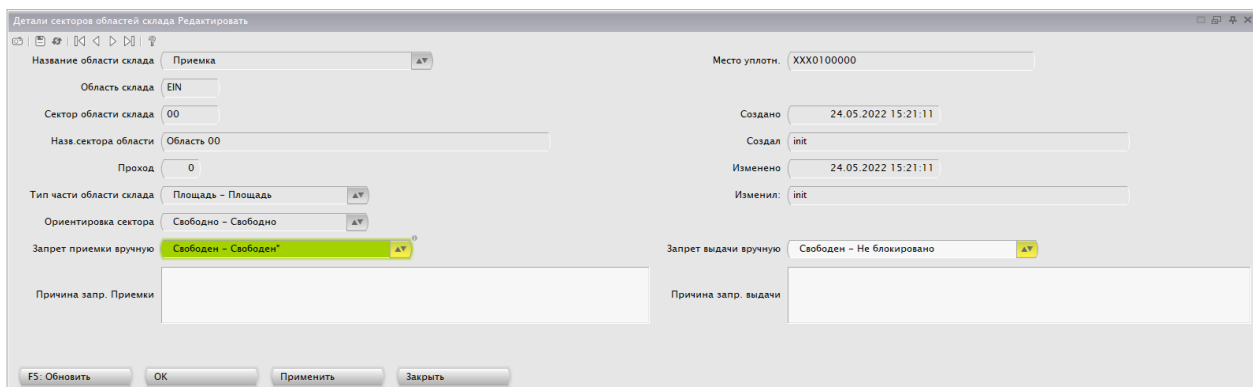 Детали секторов областей склада Редактировать
Название области склада Приемка Место уплотн. XXX0100000
Область склада EIN
Сектор области склада 00 Создано 24.05.2022 15:21:11
Назв.сектора области Область 00 Создал init
Проход 0 Изменено 24.05.2022 15:21:11
Тип части области склада Площадь - Площадь Изменил: init
Ориентировка сектора Свободно - Свободно
Запрет приемки вручную Свободен - Свободен* Запрет выдачи вручную Свободен - Не блокировано
Причина запр. Приемки Причина запр. выдачи
F5: Обновить OK Применить Закрыть